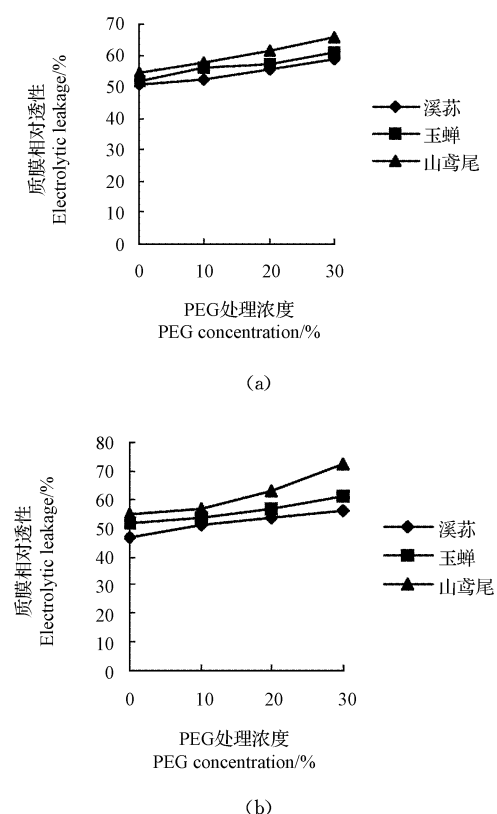 70
60
50
40
30
20
10
0
质膜相对透性
Electrolytic leakage/%
溪荪
玉蝉
山鸢尾
0 10 20 30
PEG处理浓度
PEG concentration/%
(a)
80
70
60
50
40
30
20
10
0
质膜相对透性
Electrolytic leakage/%
溪荪
玉蝉
山鸢尾
0 10 20 30
PEG处理浓度
PEG concentration/%
(b)